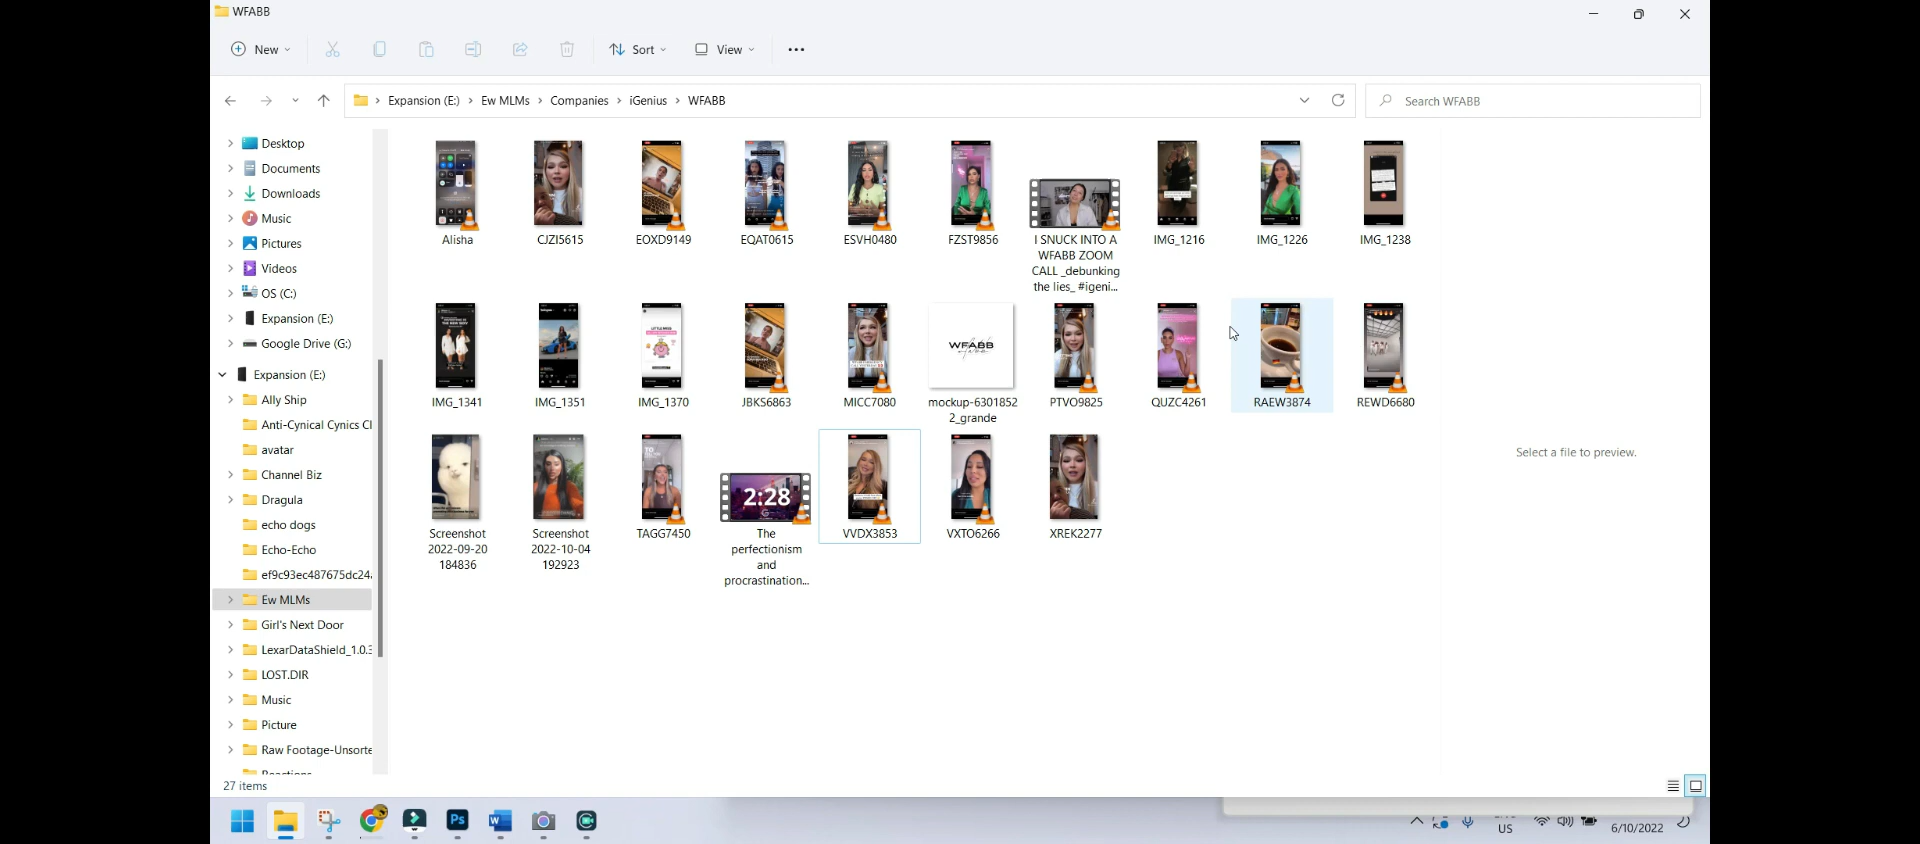 WFABB
New
Sort
View
Expansion (E:) > Ew MLMs > Companies > iGenius > WFABB
Search WFABB
Desktop
Documents
Downloads
Music
Pictures
Videos
OS (C:)
Expansion (E:)
Google Drive (G:)
Expansion (E:)
Ally Ship
Anti-Cynical Cynics Cl
avatar
Channel Biz
Dragula
echo dogs
Echo-Echo
ef9c93ec487675dc24
Ew MLMs
Girl's Next Door
LexarDataShield_1.0.3
LOST.DIR
Music
Picture
Raw Footage-Unsorte
Reactions
Alisha
CJZI5615
EOXD9149
EQAT0615
ESVH0480
FZST9856
I SNUCK INTO A
WFABB ZOOM
CALL _debunking
the lies_ #igeni...
IMG_1216
IMG_1226
IMG_1238
IMG_1341
IMG_1351
IMG_1370
JBKS6863
MICC7080
WFABB
mockup-6301852
2_grande
PTVO9825
QUZC4261
RAEW3874
REWD6680
Screenshot
2022-09-20
184836
Screenshot
2022-10-04
192923
TAGG7450
2:28
The
perfectionism
and
procrastination...
VVDX3853
VXTO6266
XREK2277
Select a file to preview.
27 items
Ps
W
US
6/10/2022